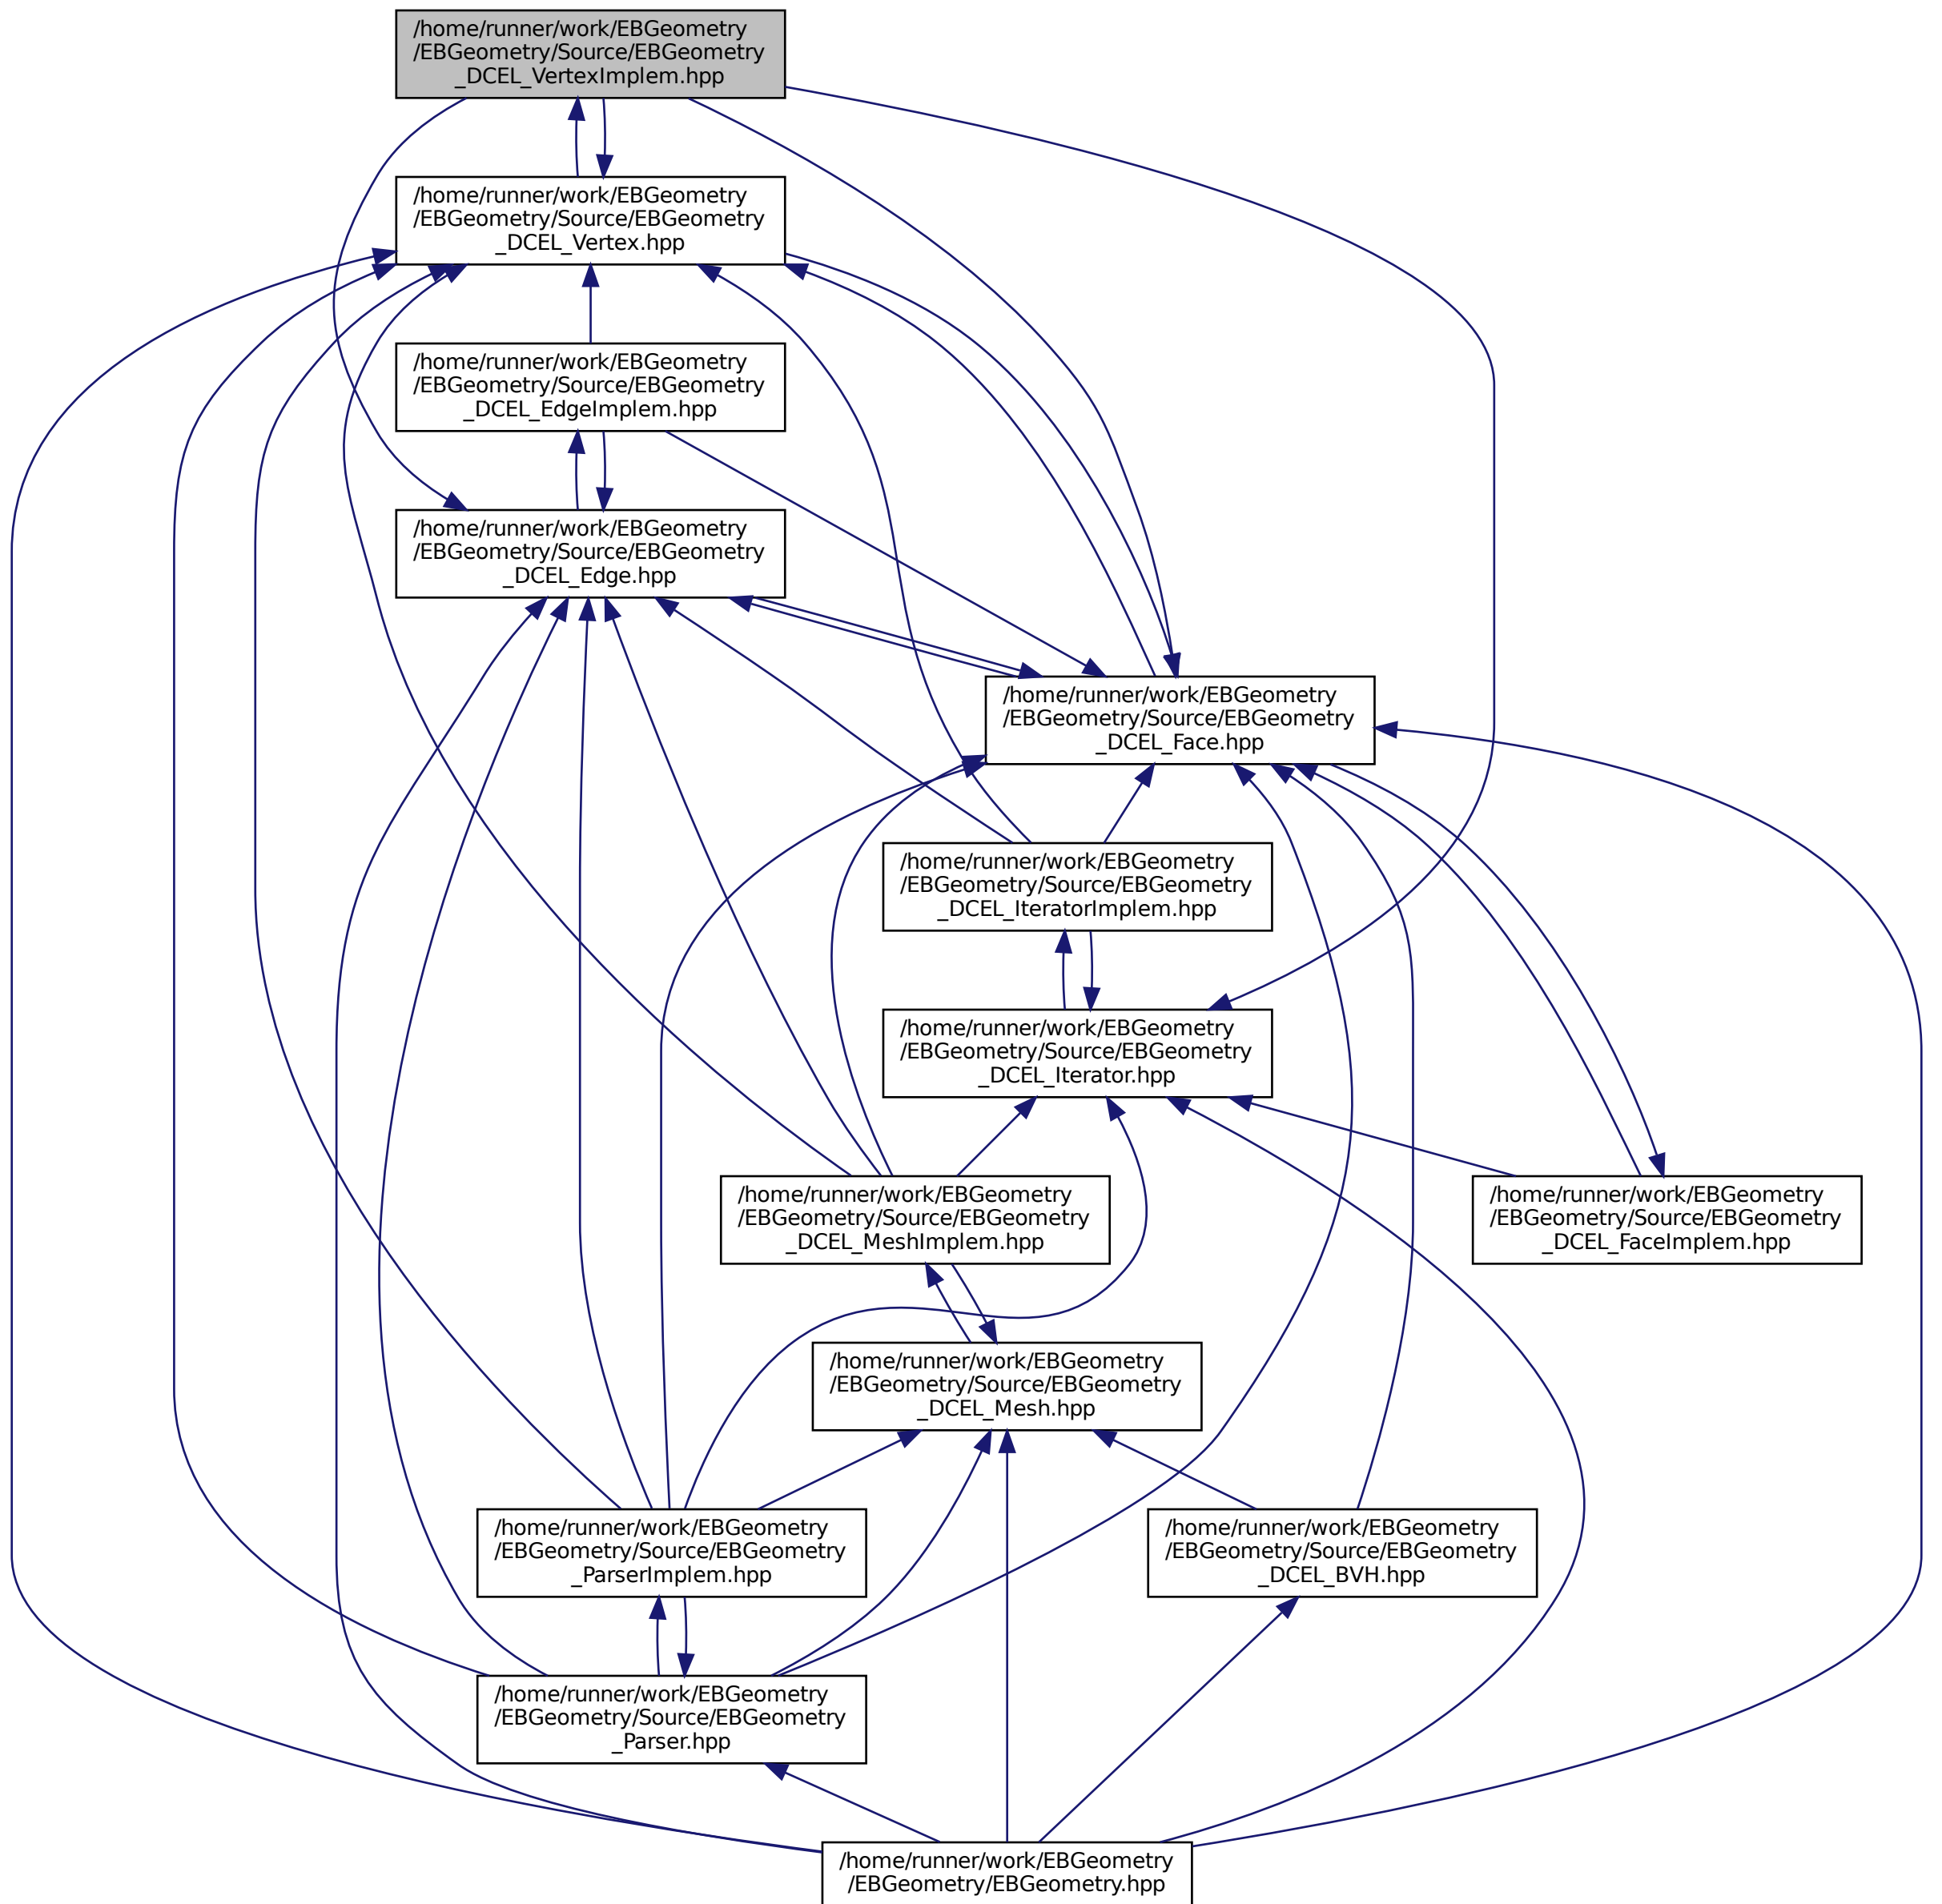 /home/runner/work/EBGeometry
/EBGeometry/Source/EBGeometry
_DCEL_VertexImplem.hpp
/home/runner/work/EBGeometry
/EBGeometry/Source/EBGeometry
_DCEL_Vertex.hpp
/home/runner/work/EBGeometry
/EBGeometry/Source/EBGeometry
_DCEL_EdgeImplem.hpp
/home/runner/work/EBGeometry
/EBGeometry/Source/EBGeometry
_DCEL_Edge.hpp
/home/runner/work/EBGeometry
/EBGeometry/Source/EBGeometry
_DCEL_Face.hpp
/home/runner/work/EBGeometry
/EBGeometry/Source/EBGeometry
_DCEL_IteratorImplem.hpp
/home/runner/work/EBGeometry
/EBGeometry/Source/EBGeometry
_DCEL_Iterator.hpp
/home/runner/work/EBGeometry
/EBGeometry/Source/EBGeometry
_DCEL_MeshImplem.hpp
/home/runner/work/EBGeometry
/EBGeometry/Source/EBGeometry
_DCEL_FaceImplem.hpp
/home/runner/work/EBGeometry
/EBGeometry/Source/EBGeometry
_DCEL_Mesh.hpp
/home/runner/work/EBGeometry
/EBGeometry/Source/EBGeometry
_ParserImplem.hpp
/home/runner/work/EBGeometry
/EBGeometry/Source/EBGeometry
_DCEL_BVH.hpp
/home/runner/work/EBGeometry
/EBGeometry/Source/EBGeometry
_Parser.hpp
/home/runner/work/EBGeometry
/EBGeometry/EBGeometry.hpp